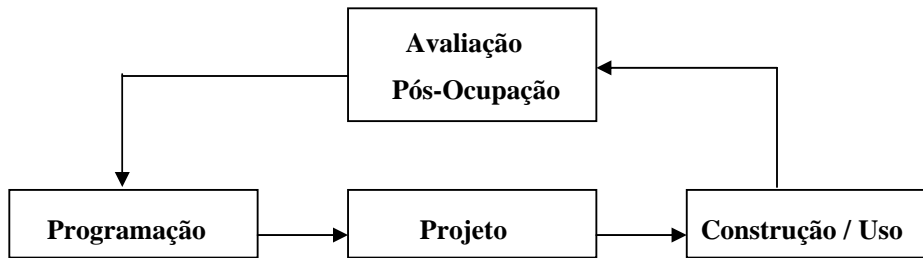 Avaliação
Pós-Ocupação
Programação
Projeto
Construção / Uso